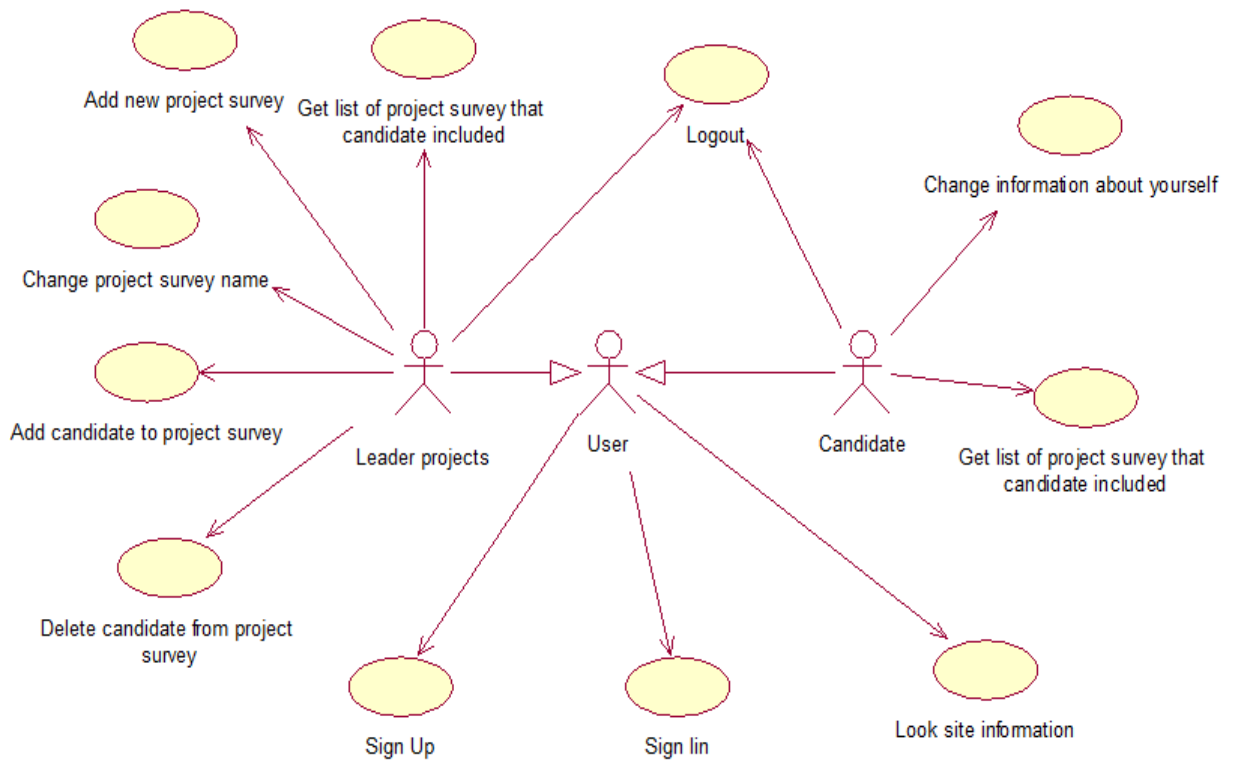 Add new project survey
Get list of project survey that
candidate included
Logout
Change information about yourself
Change project survey name
Add candidate to project survey
Leader projects
User
Candidate
Get list of project survey that
candidate included
Delete candidate from project
survey
Sign Up
Sign Iin
Look site information